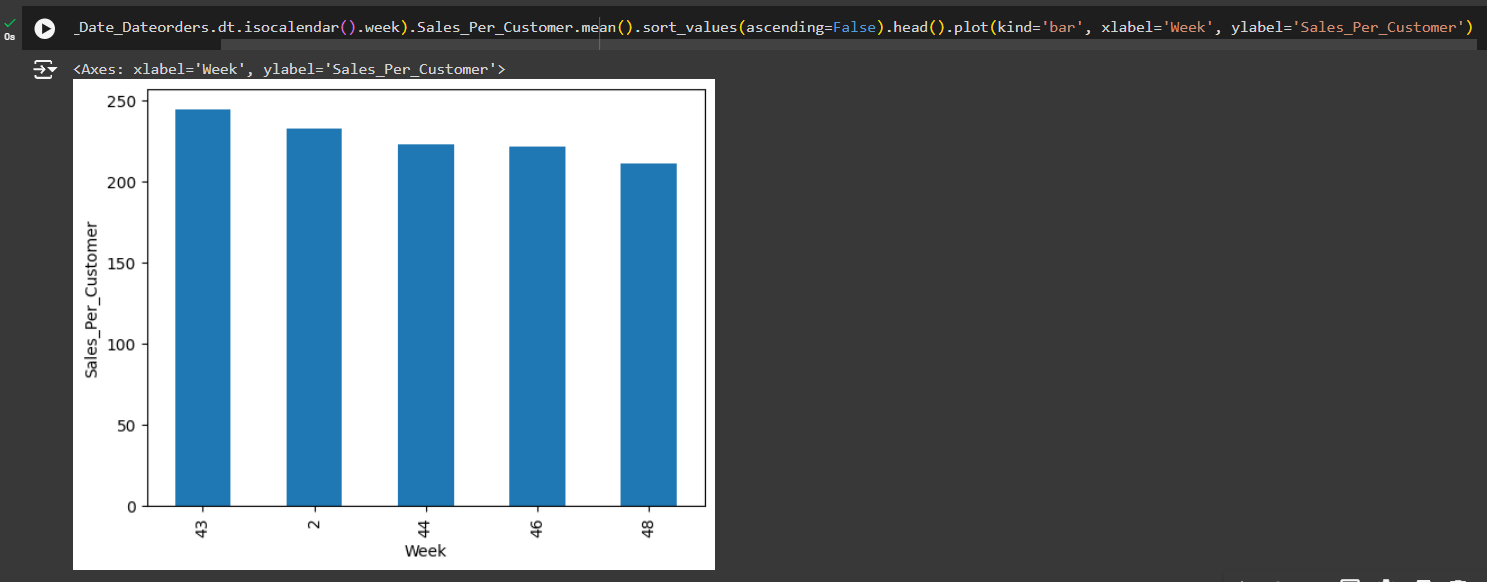 0s
_Date_Dateorders.dt.isocalendar().week).Sales_Per_Customer.mean().sort_values(ascending=False).head().plot(kind='bar', xlabel='Week', ylabel='Sales_Per_Customer')
<Axes: xlabel='Week', ylabel='Sales_Per_Customer'>
250
200
150
100
50
0
Sales_Per_Customer
43 2 44 46 48
Week